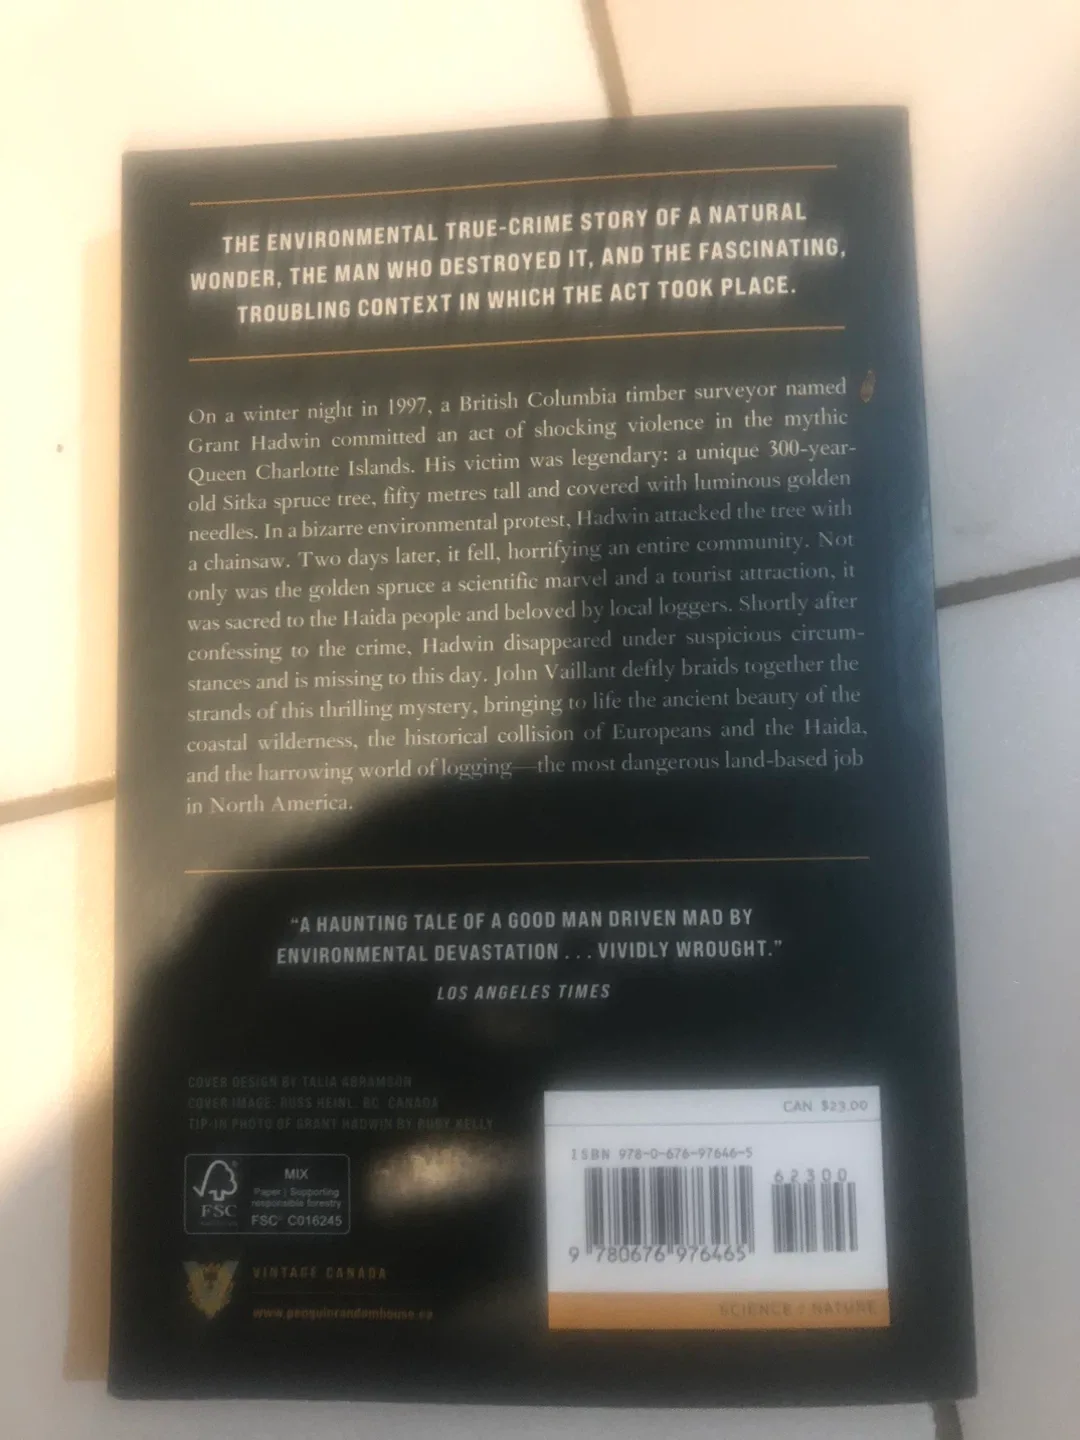 THE ENVIRONMENTAL TRUE-CRIME STORY OF A NATURAL
WONDER, THE MAN WHO DESTROYED IT, AND THE FASCINATING,
TROUBLING CONTEXT IN WHICH THE ACT TOOK PLACE.
On a winter night in 1997, a British Columbia timber surveyor named
Grant Hadwin committed an act of shocking violence in the mythic
Queen Charlotte Islands. His victim was legendary: a unique 300-year-
old Sitka spruce tree, fifty metres tall and covered with luminous golden
needles. In a bizarre environmental protest, Hadwin attacked the tree with
a chainsaw. Two days later, it fell, horrifying an entire community. Not
only was the golden spruce a scientific marvel and a tourist attraction, it
was sacred to the Haida people and beloved by local loggers. Shortly after
confessing to the crime, Hadwin disappeared under suspicious circum-
stances and is missing to this day. John Vaillant deftly braids together the
strands of this thrilling mystery, bringing to life the ancient beauty of the
coastal wilderness, the historical collision of Europeans and the Haida,
and the harrowing world of logging—the most dangerous land-based job
in North America.
"A HAUNTING TALE OF A GOOD MAN DRIVEN MAD BY
ENVIRONMENTAL DEVASTATION . . . VIVIDLY WROUGHT."
LOS ANGELES TIMES
COVER DESIGN BY TALIA ABRAMSON
COVER IMAGE: RUSS HEINL, BC, CANADA
TIP-IN PHOTO OF GRANT HADWIN BY RUBY KELLY
FSC
MIX
Paper | Supporting
responsible forestry
FSC® C016245
VINTAGE CANADA
www.penguinrandomhouse.ca
CAN $23.00
ISBN 978-0-676-97646-5
62300
9 780676 976465
SCIENCE / NATURE